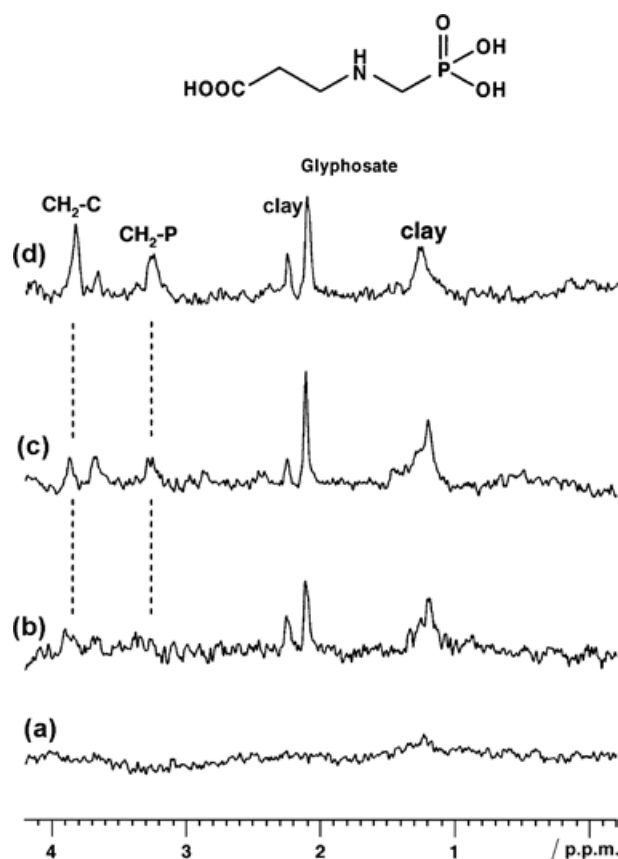 O
H
HOOC N P OH
OH
Glyphosate
CH₂-C CH₂-P clay clay
(d)
(c)
(b)
(a)
4 3 2 1 / p.p.m.